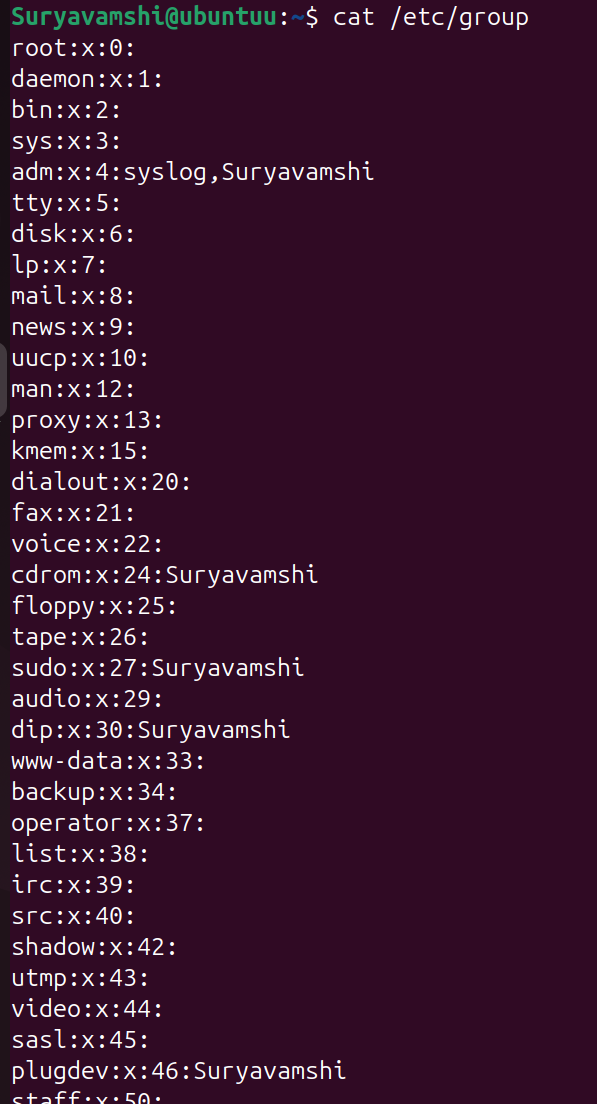 Suryavamshi@ubuntuu:~$ cat /etc/group
root:x:0:
daemon:x:1:
bin:x:2:
sys:x:3:
adm:x:4:syslog,Suryavamshi
tty:x:5:
disk:x:6:
lp:x:7:
mail:x:8:
news:x:9:
uucp:x:10:
man:x:12:
proxy:x:13:
kmem:x:15:
dialout:x:20:
fax:x:21:
voice:x:22:
cdrom:x:24:Suryavamshi
floppy:x:25:
tape:x:26:
sudo:x:27:Suryavamshi
audio:x:29:
dip:x:30:Suryavamshi
www-data:x:33:
backup:x:34:
operator:x:37:
list:x:38:
irc:x:39:
src:x:40:
shadow:x:42:
utmp:x:43:
video:x:44:
sasl:x:45:
plugdev:x:46:Suryavamshi
staff:x:50: